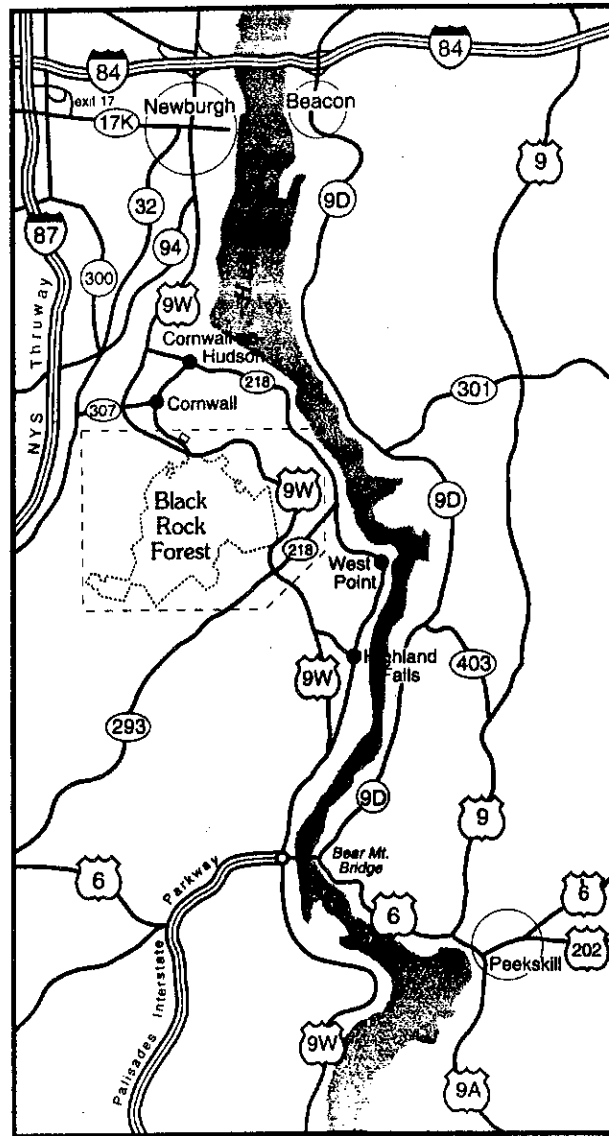 84
84
exit 17
Newburgh
Beacon
17K
9
32
9D
87
94
300
9W
NYS Thruway
Cornwall
Hudson
218
301
307
Cornwall
9W
9D
Black
Rock
Forest
218
West
Point
Highland
Falls
9W
403
293
9D
9
Bear Mt.
Bridge
6
Palisades Interstate Parkway
6
6
202
Peekskill
9W
9A